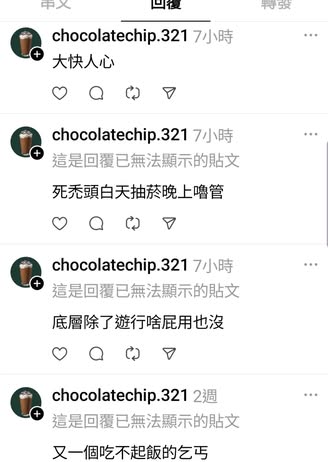 串文 回覆 轉發
chocolatechip.321 7小時
大快人心
chocolatechip.321 7小時
這是回覆已無法顯示的貼文
死禿頭白天抽菸晚上嚕管
chocolatechip.321 7小時
這是回覆已無法顯示的貼文
底層除了遊行啥屁用也沒
chocolatechip.321 2週
這是回覆已無法顯示的貼文
又一個吃不起飯的乞丐